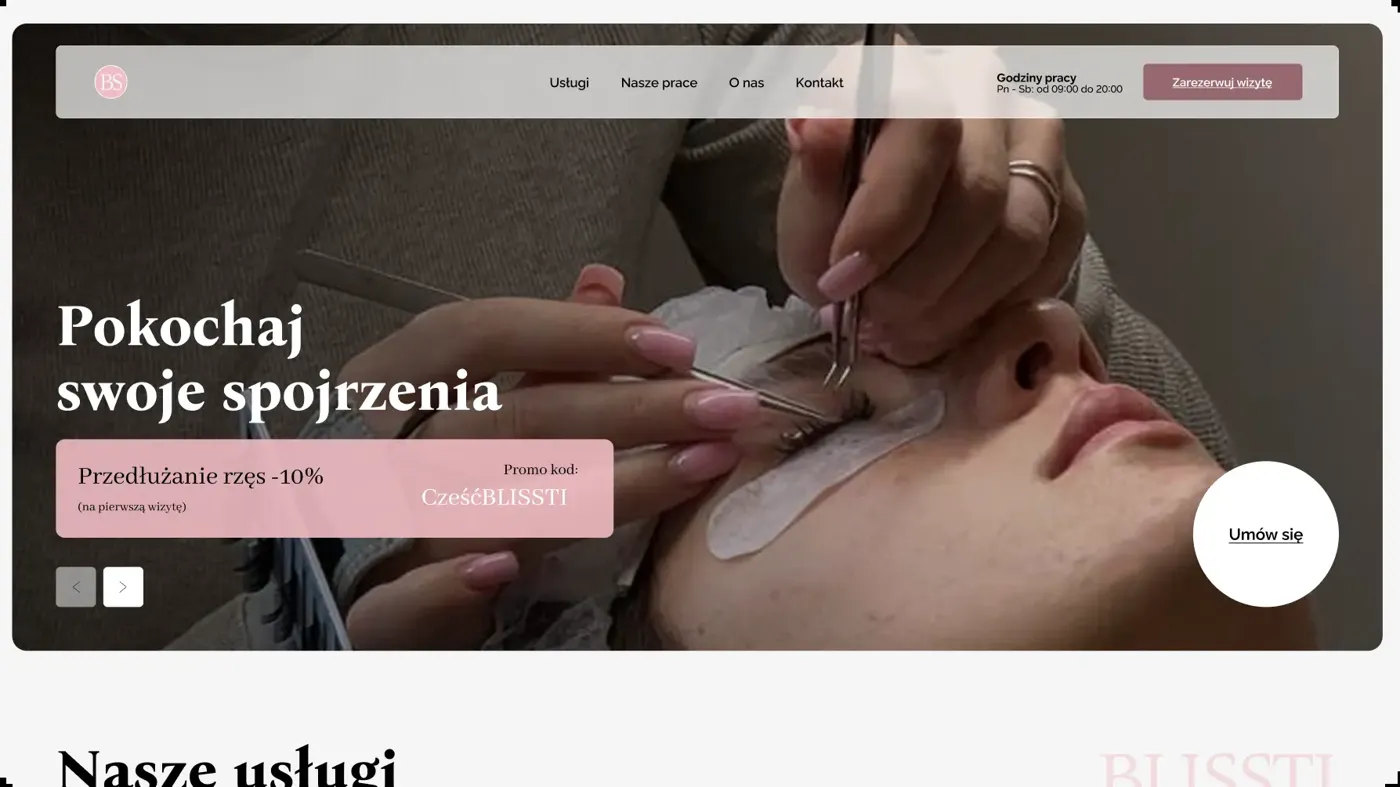 BS
Usługi
Nasze prace
O nas
Kontakt
Godziny pracy
Pn - Sb: od 09:00 do 20:00
Zarezerwuj wizytę
Pokochaj
swoje spojrzenia
Przedłużanie rzęs -10%
(na pierwszą wizytę)
Promo kod:
CześćBLISSTI
Umów się
Nasze usługi
BLISSTI